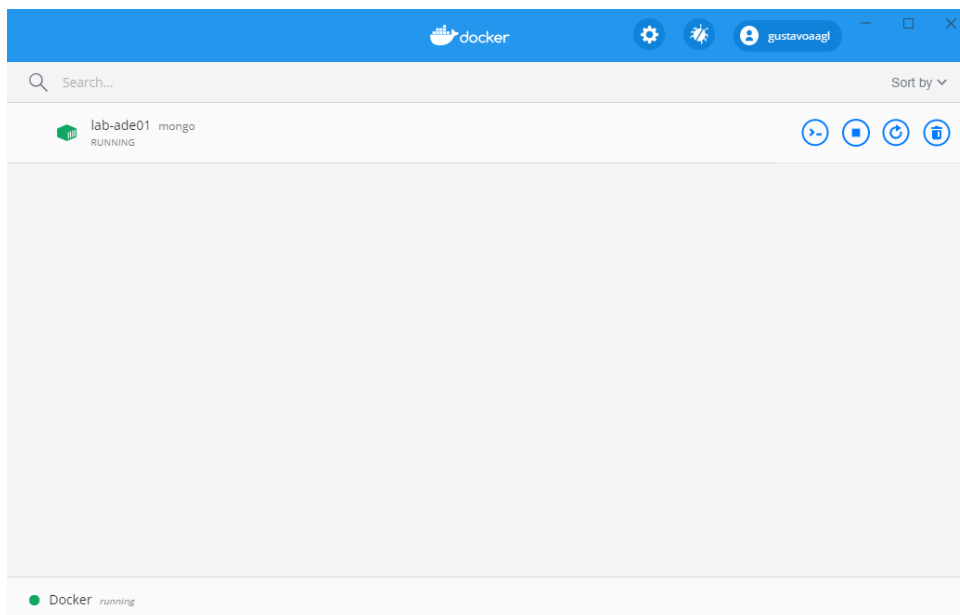 docker
gustavoaagl
Search...
Sort by
lab-ade01 mongo
RUNNING
Docker running